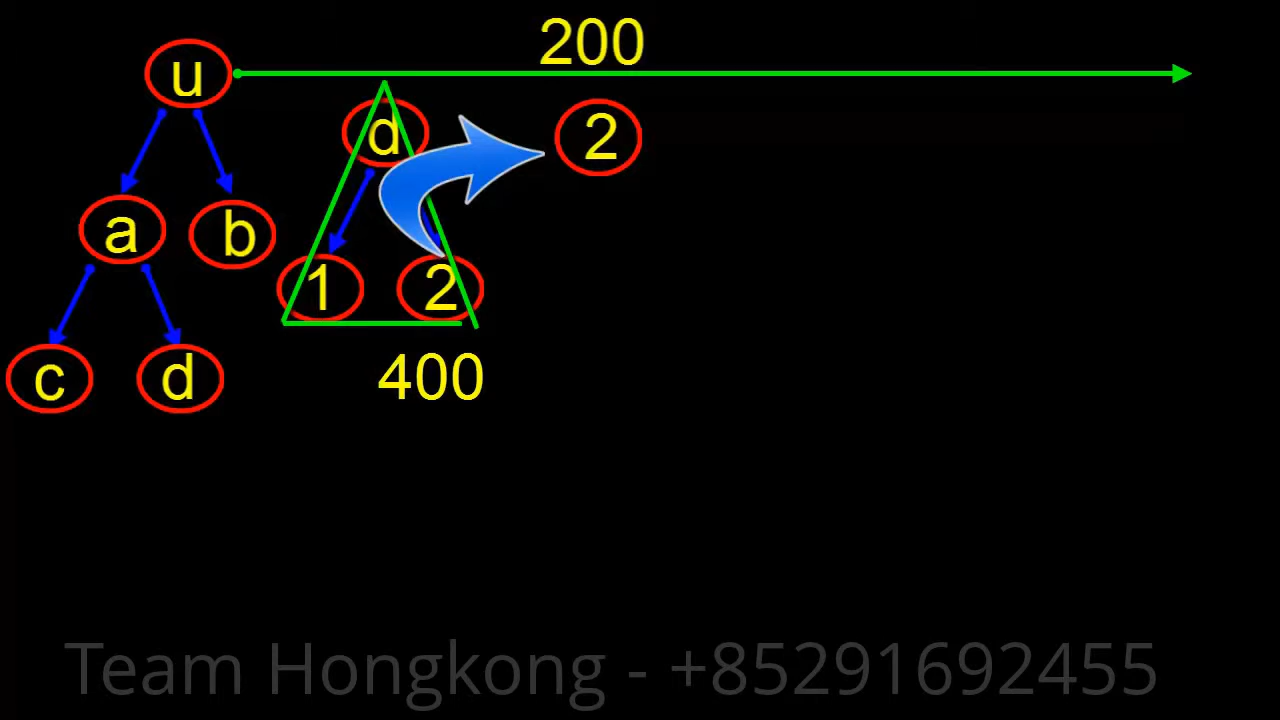 200
u
d 2
a b
1 2
c d 400
Team Hongkong - +85291692455